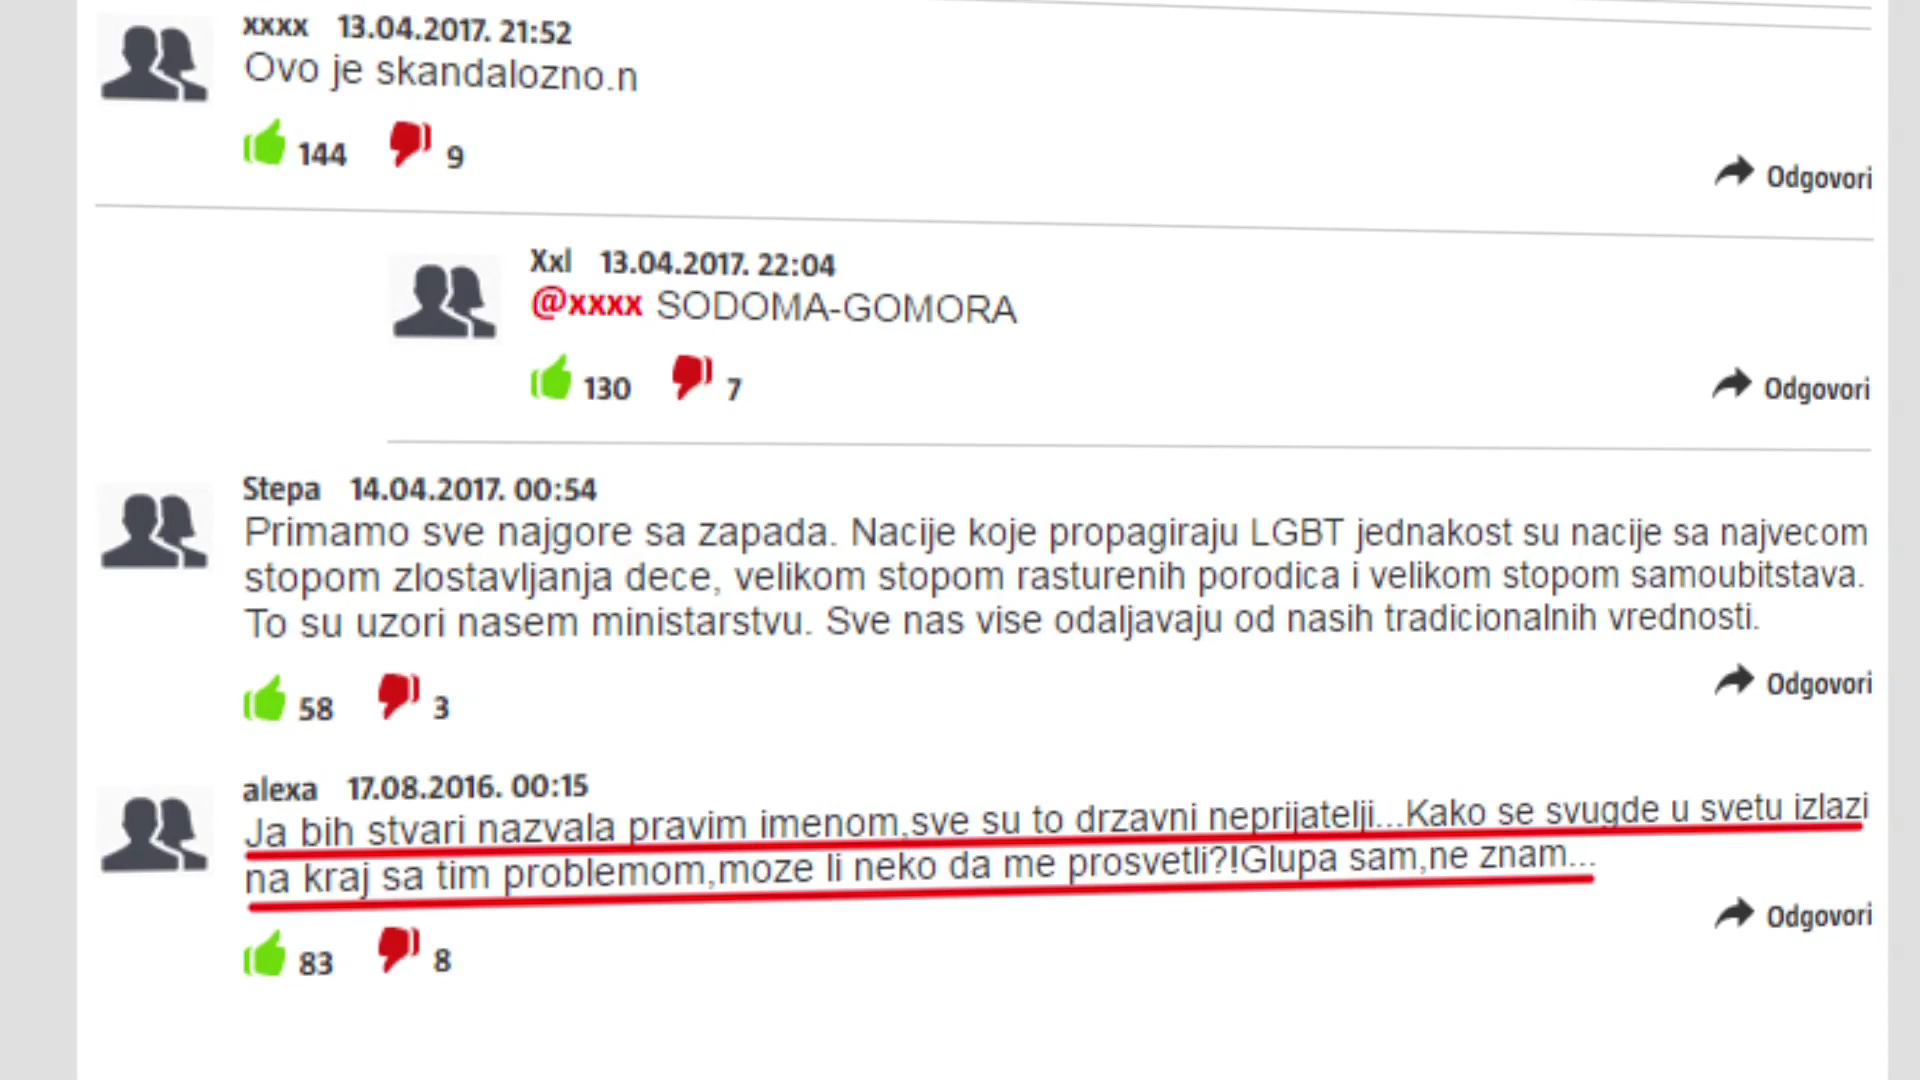 xxxx 13.04.2017. 21:52
Ovo je skandalozno.n
144 9
Odgovori
Xxl 13.04.2017. 22:04
@xxxx SODOMA-GOMORA
130 7
Odgovori
Stepa 14.04.2017. 00:54
Primamo sve najgore sa zapada. Nacije koje propagiraju LGBT jednakost su nacije sa najvecom
stopom zlostavljanja dece, velikom stopom rasturenih porodica i velikom stopom samoubitstava.
To su uzori nasem ministarstvu. Sve nas vise odaljavaju od nasih tradicionalnih vrednosti.
58 3
Odgovori
alexa 17.08.2016. 00:15
Ja bih stvari nazvala pravim imenom,sve su to drzavni neprijatelji...Kako se svugde u svetu izlazi
na kraj sa tim problemom,moze li neko da me prosvetli?!Glupa sam,ne znam...
83 8
Odgovori